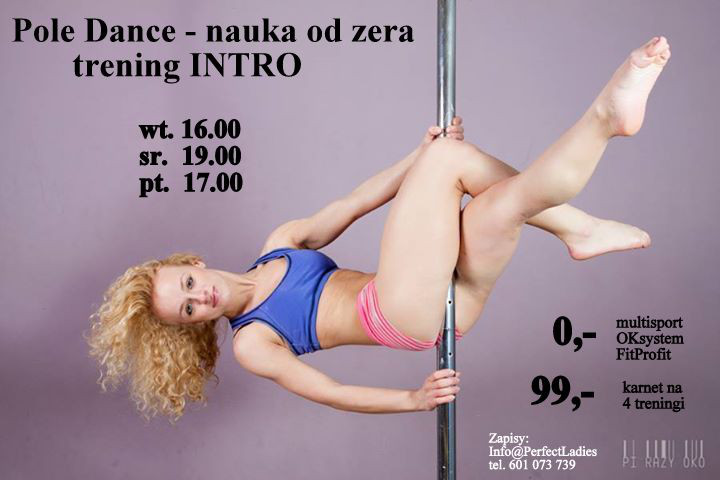 Pole Dance - nauka od zera
trening INTRO
wt. 16.00
sr. 19.00
pt. 17.00
0,-
multisport
OKsystem
FitProfit
99,-
karnet na
4 treningi
Zapisy:
Info@PerfectLadies
tel. 601 073 739
PI RAZY OKO